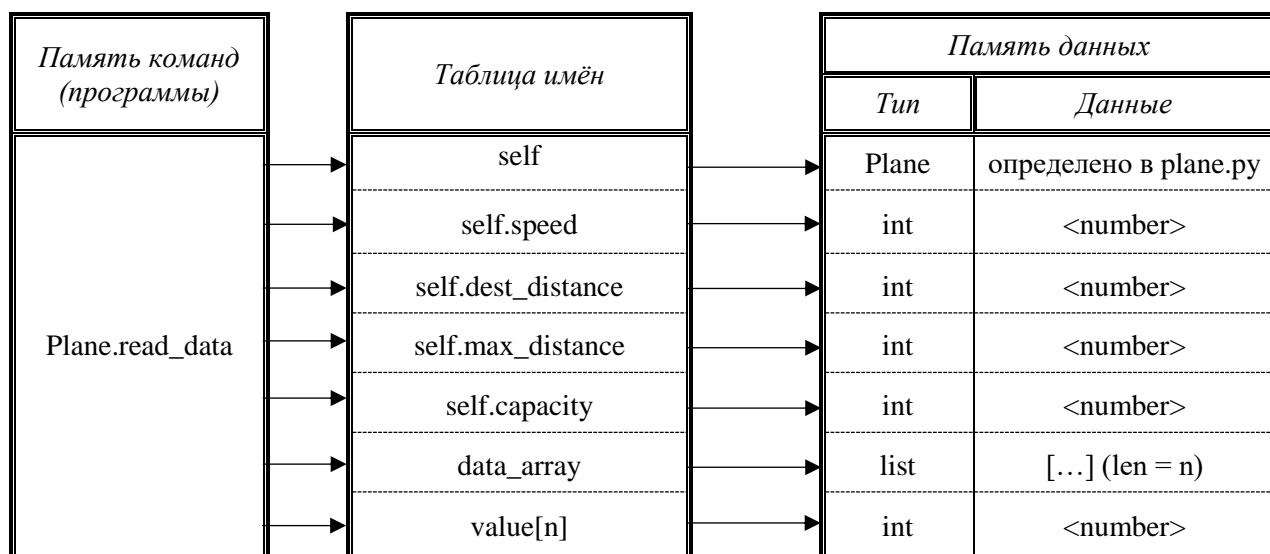 Память команд
(программы)
Таблица имён
Память данных
Тип
Данные
Plane.read_data
self
Plane
определено в plane.py
self.speed
int
<number>
self.dest_distance
int
<number>
self.max_distance
int
<number>
self.capacity
int
<number>
data_array
list
[…] (len = n)
value[n]
int
<number>